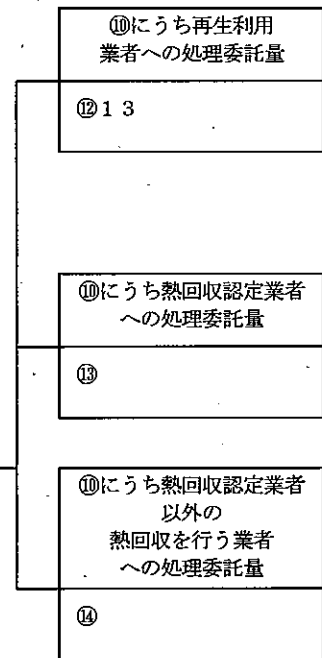 ⑩にうち再生利用
業者への処理委託量
⑫13
⑩にうち熱回収認定業者
への処理委託量
⑬
⑩にうち熱回収認定業者
以外の
熱回収を行う業者
への処理委託量
⑭